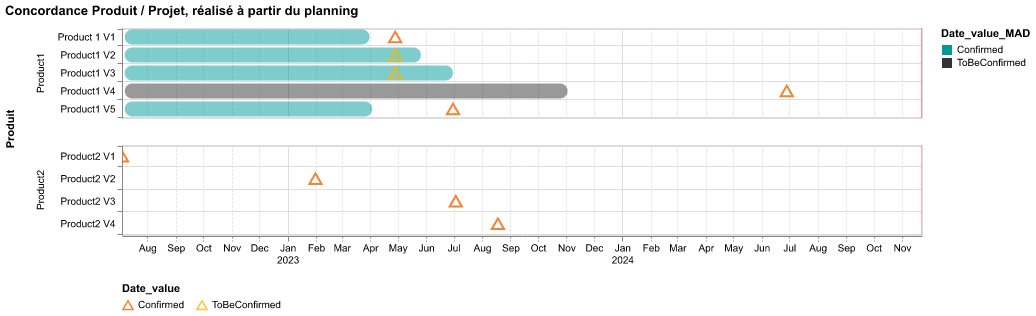 Concordance Produit / Projet, réalisé à partir du planning
Date_value_MAD
Confirmed
ToBeConfirmed
Produit
Product1
Product 1 V1
Product1 V2
Product1 V3
Product1 V4
Product1 V5
Product2
Product2 V1
Product2 V2
Product2 V3
Product2 V4
Aug Sep Oct Nov Dec Jan Feb Mar Apr May Jun Jul Aug Sep Oct Nov Dec Jan Feb Mar Apr May Jun Jul Aug Sep Oct Nov
2023 2024
Date_value
Confirmed ToBeConfirmed